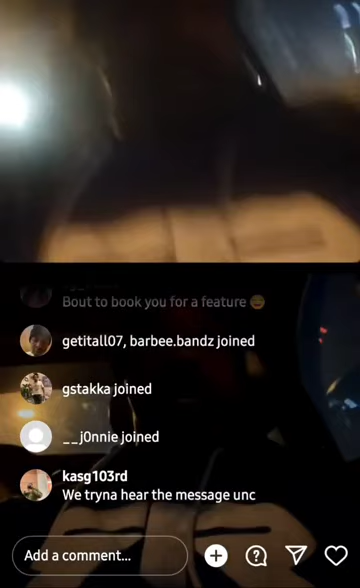 Bout to book you for a feature 😩
getitall07, barbee.bandz joined
gstakka joined
__j0nnie joined
kasg103rd
We tryna hear the message unc
Add a comment...